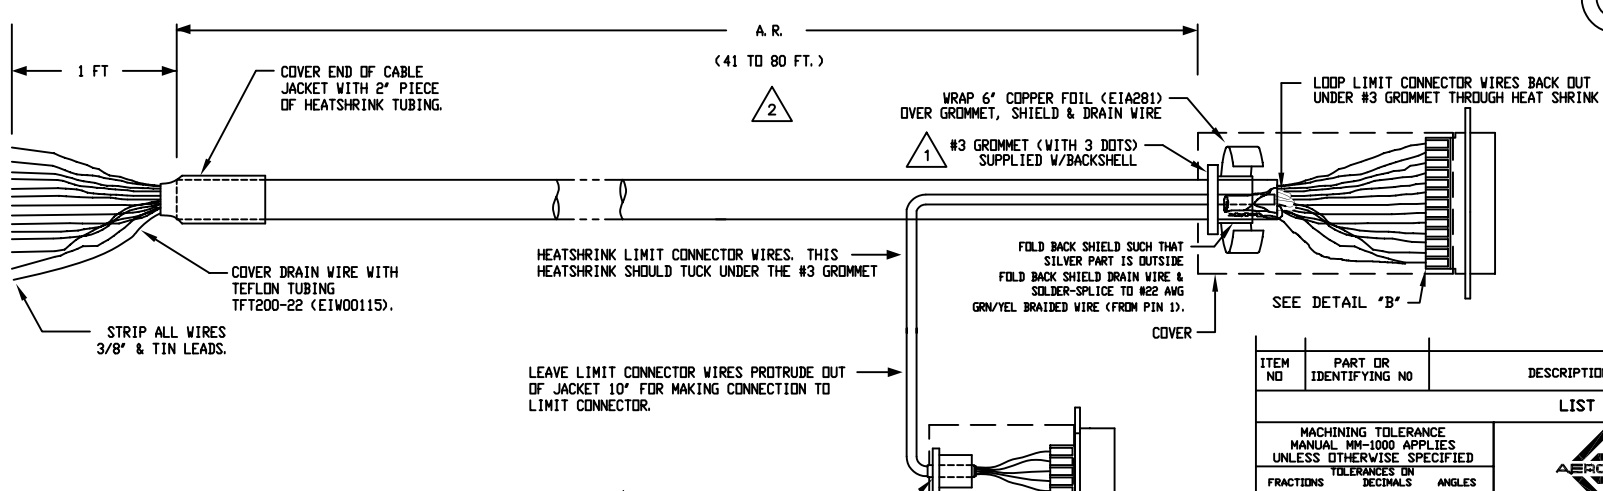 A.R.
(41 TO 80 FT.)
1 FT
COVER END OF CABLE
JACKET WITH 2" PIECE
OF HEATSHRINK TUBING.
2
WRAP 6" COPPER FOIL (EIA281)
OVER GROMMET, SHIELD & DRAIN WIRE
LOOP LIMIT CONNECTOR WIRES BACK OUT
UNDER #3 GROMMET THROUGH HEAT SHRINK
1
#3 GROMMET (WITH 3 DOTS)
SUPPLIED W/BACKSHELL
HEATSHRINK LIMIT CONNECTOR WIRES. THIS
HEATSHRINK SHOULD TUCK UNDER THE #3 GROMMET
FOLD BACK SHIELD SUCH THAT
SILVER PART IS OUTSIDE
FOLD BACK SHIELD DRAIN WIRE &
SOLDER-SPLICE TO #22 AWG
GRN/YEL BRAIDED WIRE (FROM PIN 1).
COVER DRAIN WIRE WITH
TEFLON TUBING
TFT200-22 (EIW00115).
SEE DETAIL "B"
COVER
STRIP ALL WIRES
3/8" & TIN LEADS.
LEAVE LIMIT CONNECTOR WIRES PROTRUDE OUT
OF JACKET 10" FOR MAKING CONNECTION TO
LIMIT CONNECTOR.
ITEM
NO
PART OR
IDENTIFYING NO
DESCRIPTIO
LIST
MACHINING TOLERANCE
MANUAL MM-1000 APPLIES
UNLESS OTHERWISE SPECIFIED
TOLERANCES ON
FRACTIONS DECIMALS ANGLES
AERO